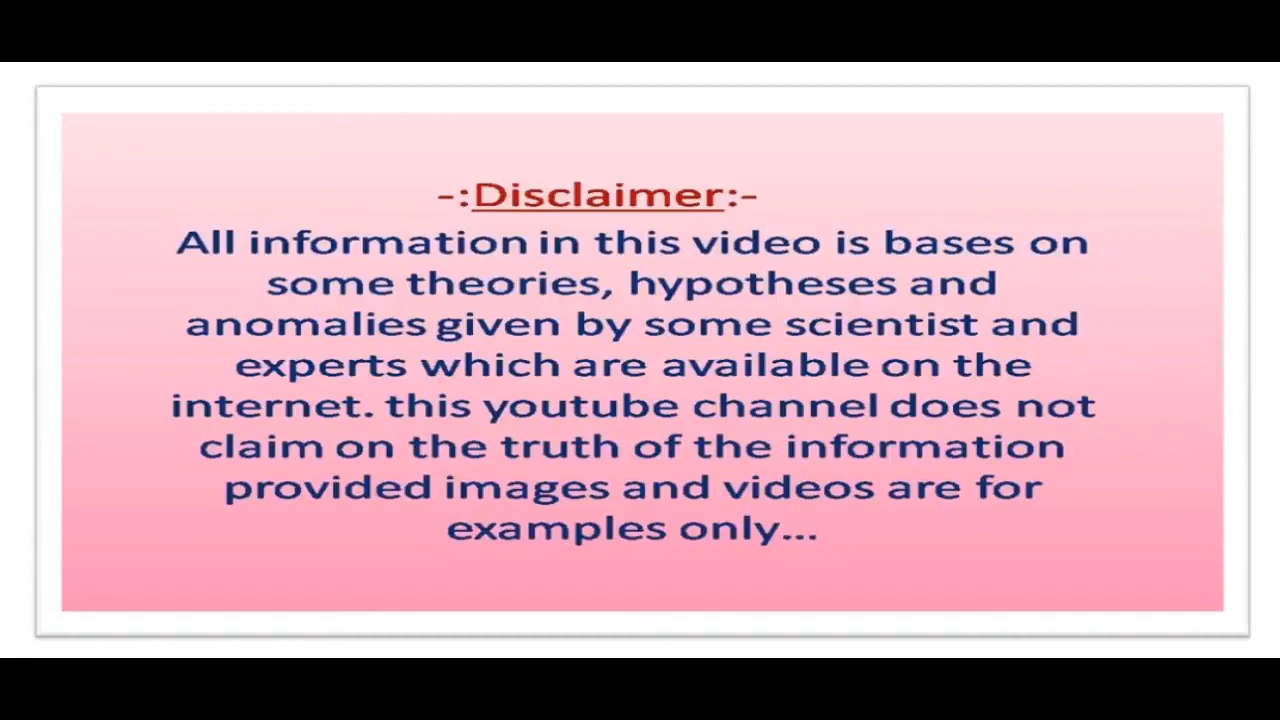 -:Disclaimer:-
All information in this video is bases on
some theories, hypotheses and
anomalies given by some scientist and
experts which are available on the
internet. this youtube channel does not
claim on the truth of the information
provided images and videos are for
examples only...